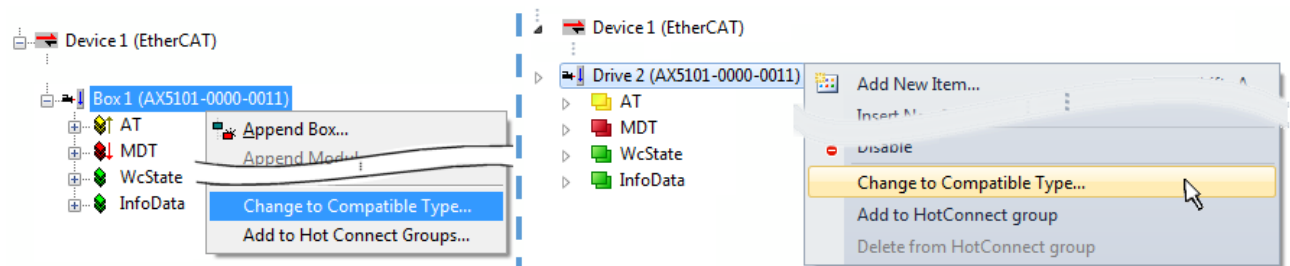 Device 1 (EtherCAT)
Box 1 (AX5101-0000-0011)
AT
MDT
WcState
InfoData
Append Box...
Append Modul
Change to Compatible Type...
Add to Hot Connect Groups...
Device 1 (EtherCAT)
Drive 2 (AX5101-0000-0011)
AT
MDT
WcState
InfoData
Add New Item...
Insert
Disable
Change to Compatible Type...
Add to HotConnect group
Delete from HotConnect group